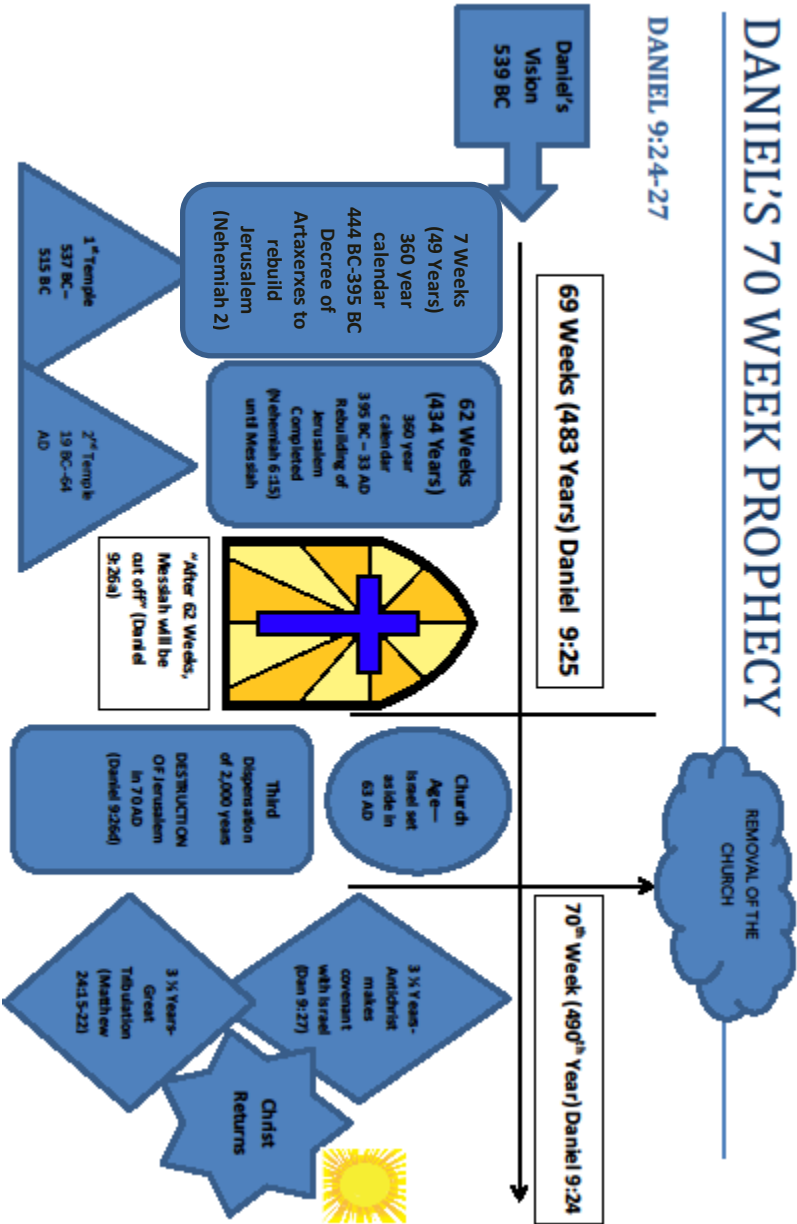 DANIEL'S 70 WEEK PROPHECY
DANIEL 9:24-27
REMOVAL OF THE
CHURCH
Daniel's
Vision
539 BC
69 Weeks (483 Years) Daniel 9:25
70th Week (490th Year) Daniel 9:24
7 Weeks
(49 Years)
360 year
calendar
444 BC-395 BC
Decree of
Artaxerxes to
rebuild
Jerusalem
(Nehemiah 2)
62 Weeks
(434 Years)
360 year
calendar
395 BC – 33 AD
Rebuilding of
Jerusalem
Completed
(Nehemiah 6:15)
until Messiah
"After 62 Weeks,
Messiah will be
cut off" (Daniel
9:26a)
Church
Age—
Israel set
aside in
63 AD
Third
Dispensation
of 2,000 years
DESTRUCTION
OF Jerusalem
in 70 AD
(Daniel 9:26d)
3 ½ Years-
Antichrist
makes
covenant
with Israel
(Dan 9:27)
3 ½ Years-
Great
Tribulation
(Matthew
24:15-22)
Christ
Returns
1st Temple
537 BC–
515 BC
2nd Temple
19 BC–64
AD